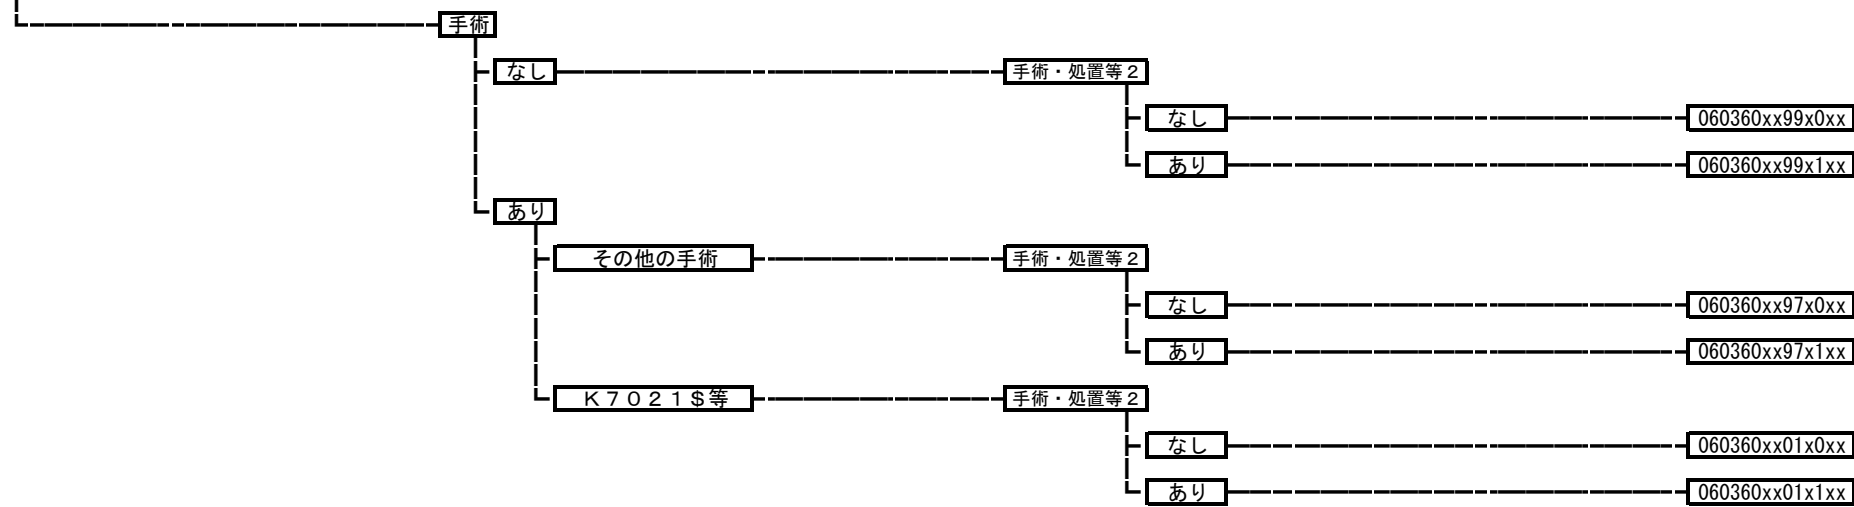 手術
なし
手術・処置等２
なし
060360xx99x0xx
あり
060360xx99x1xx
あり
その他の手術
手術・処置等２
なし
060360xx97x0xx
あり
060360xx97x1xx
Ｋ７０２１＄等
手術・処置等２
なし
060360xx01x0xx
あり
060360xx01x1xx